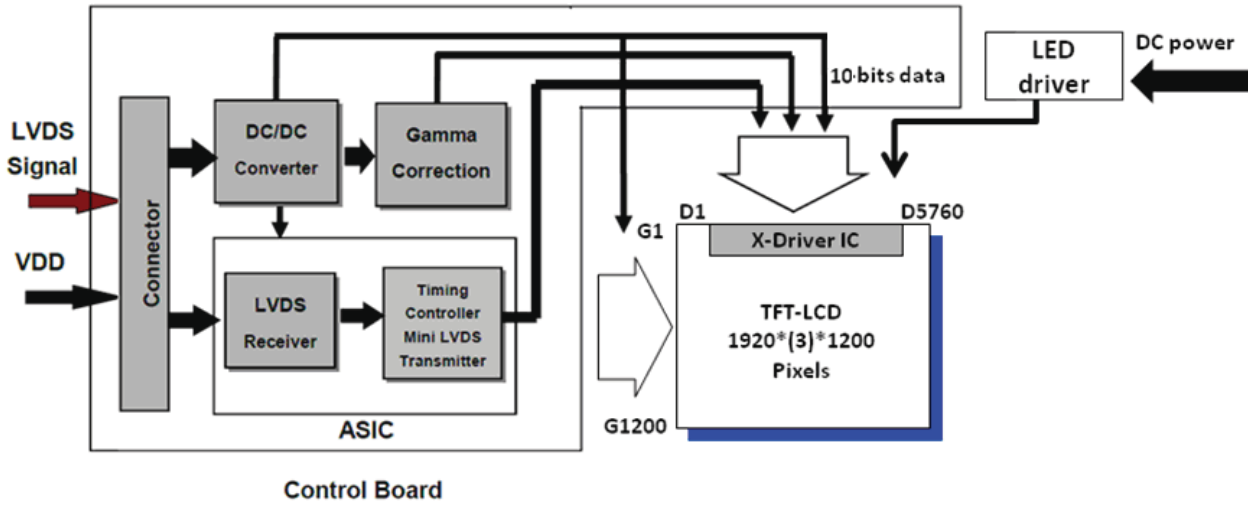 LVDS
Signal
VDD
Connector
DC/DC
Converter
Gamma
Correction
LVDS
Receiver
Timing
Controller
Mini LVDS
Transmitter
ASIC
Control Board
10-bits data
LED
driver
DC power
D1
D5760
G1
X-Driver IC
TFT-LCD
1920*(3)*1200
Pixels
G1200